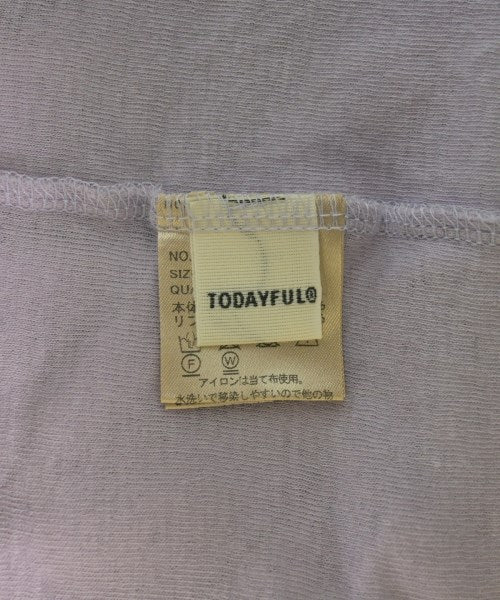 NO.
SIZ
QUA
TODAYFUL®
本体 %
リブ %
F W
アイロンは当て布使用。
水洗いで移染しやすいので他の物